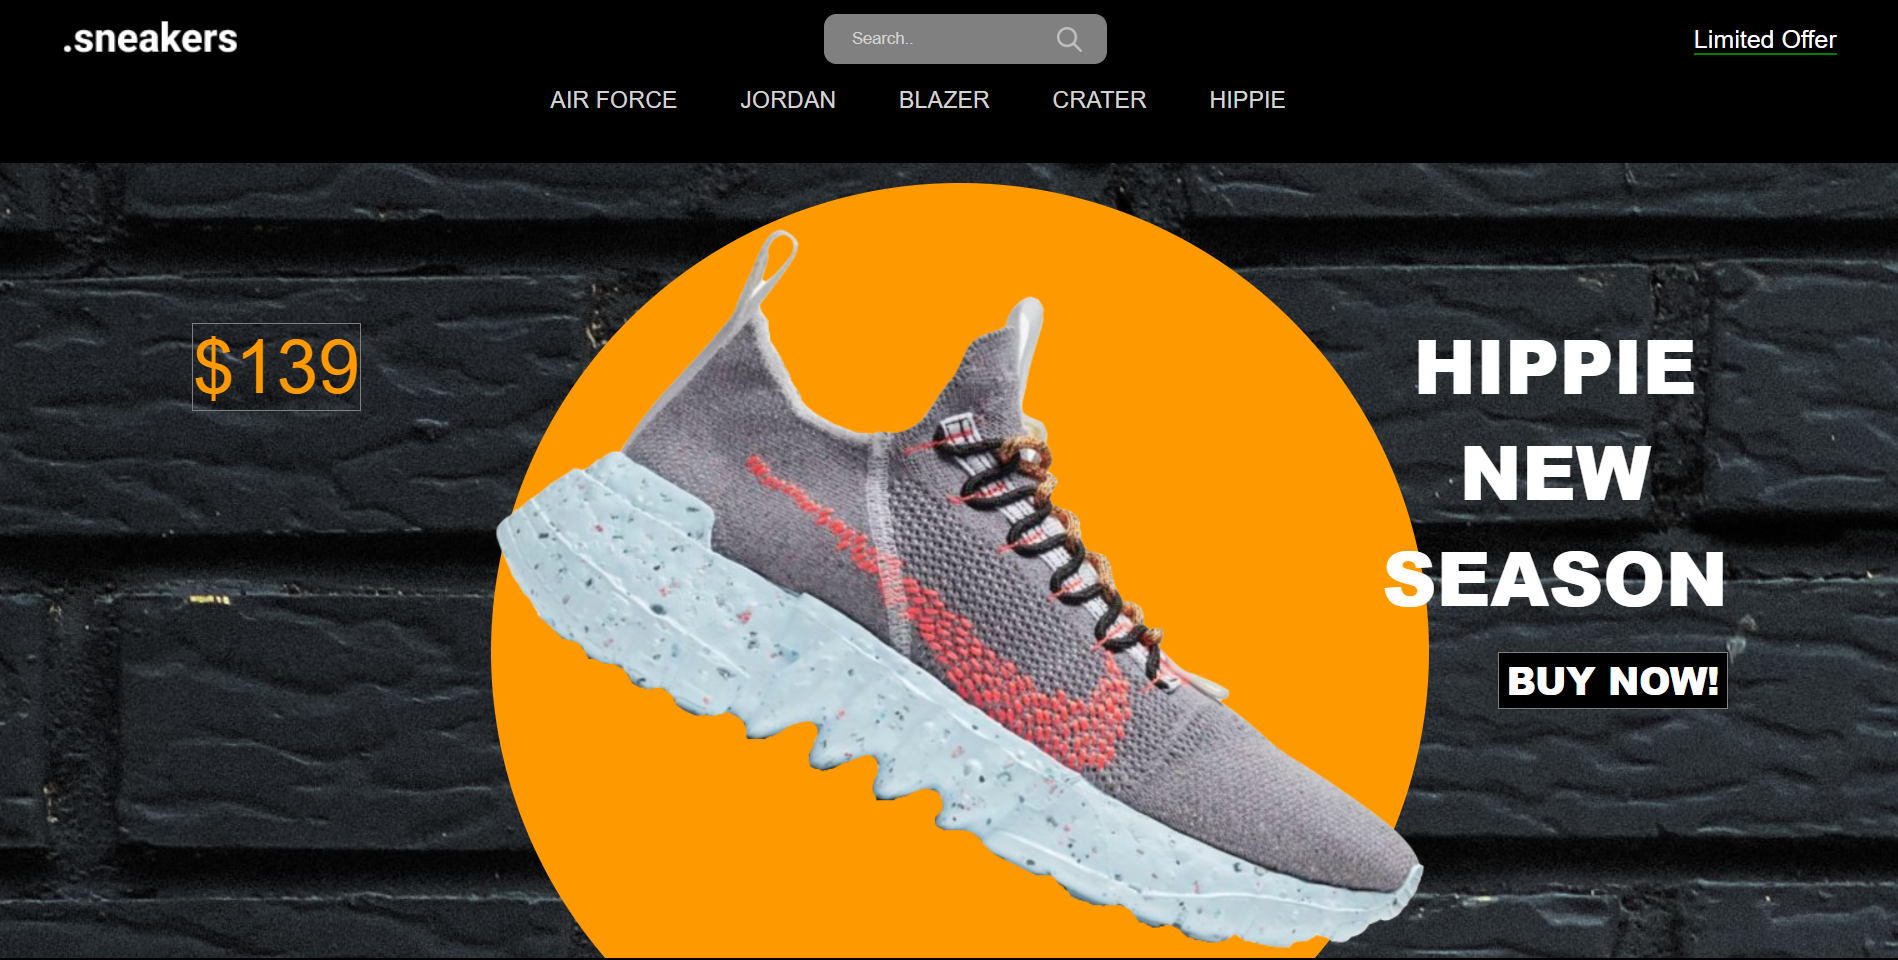 .sneakers
Search..
Limited Offer
AIR FORCE JORDAN BLAZER CRATER HIPPIE
$139
HIPPIE
NEW
SEASON
BUY NOW!